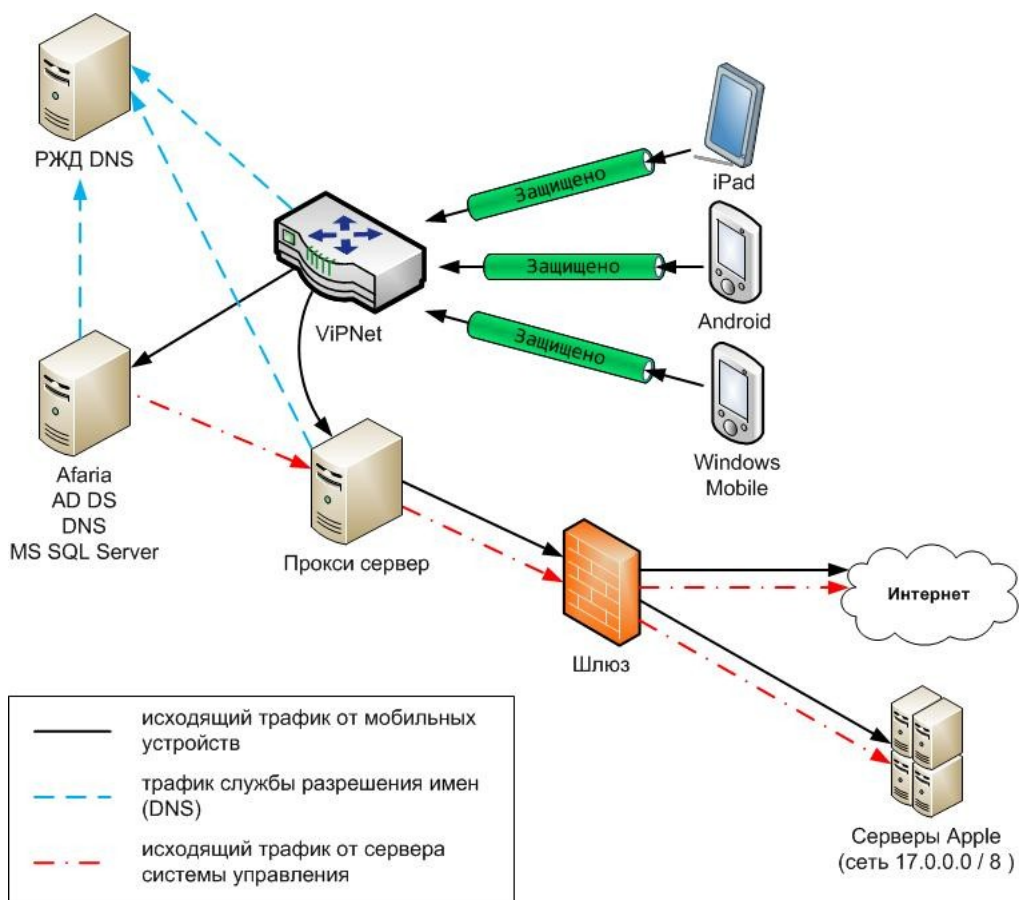 РЖД DNS
Защищено
iPad
Защищено
Android
ViPNet
Защищено
Windows
Mobile
Afaria
AD DS
DNS
MS SQL Server
Прокси сервер
Интернет
Шлюз
исходящий трафик от мобильных
устройств
трафик службы разрешения имен
(DNS)
исходящий трафик от сервера
системы управления
Серверы Apple
(сеть 17.0.0.0 / 8 )